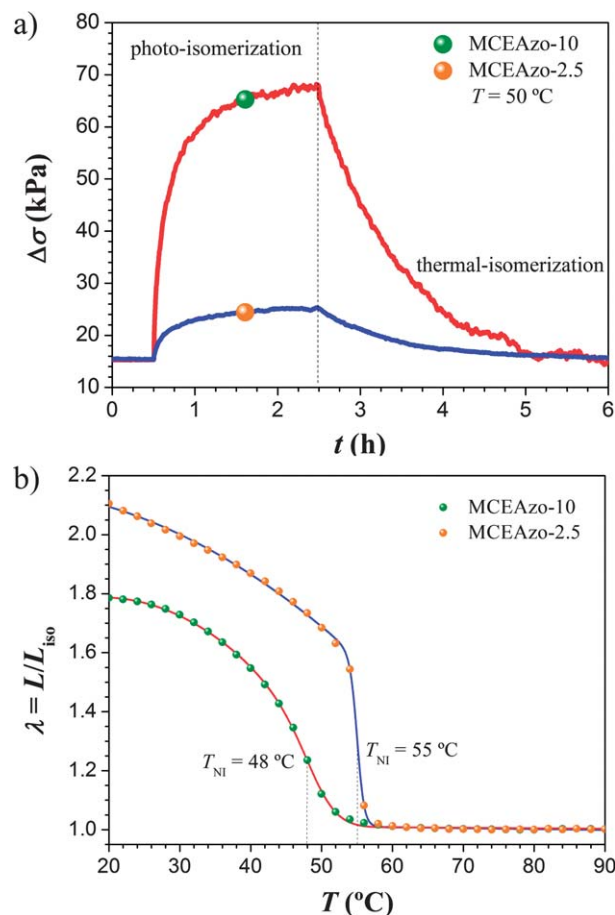 a)
photo-isomerization
MCEAzo-10
MCEAzo-2.5
T = 50 ºC
thermal-isomerization
Δσ (kPa)
80
70
60
50
40
30
20
10
0 1 2 3 4 5 6
t (h)
b)
MCEAzo-10
MCEAzo-2.5
λ = L/Liso
2.2
2.0
1.8
1.6
1.4
1.2
1.0
TNI = 48 ºC
TNI = 55 ºC
20 30 40 50 60 70 80 90
T (ºC)